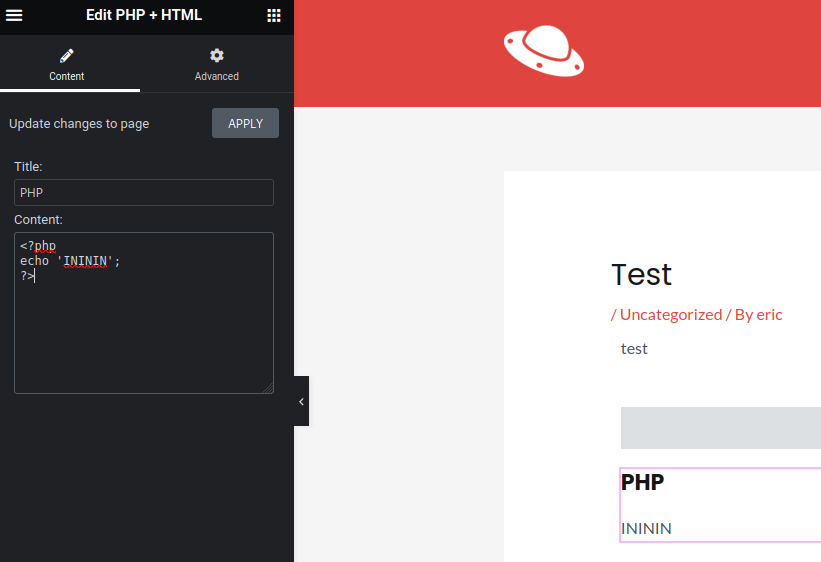 Edit PHP + HTML
Content
Advanced
Update changes to page
APPLY
Title:
PHP
Content:
<?php
echo 'INININ';
?>
Test
/ Uncategorized / By eric
test
PHP
INININ